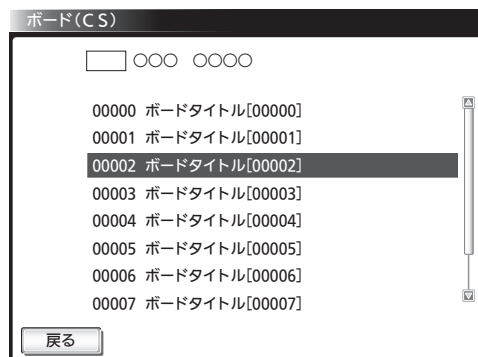 ボード(CS)
○○○ ○○○○
00000 ボードタイトル[00000]
00001 ボードタイトル[00001]
00002 ボードタイトル[00002]
00003 ボードタイトル[00003]
00004 ボードタイトル[00004]
00005 ボードタイトル[00005]
00006 ボードタイトル[00006]
00007 ボードタイトル[00007]
戻る